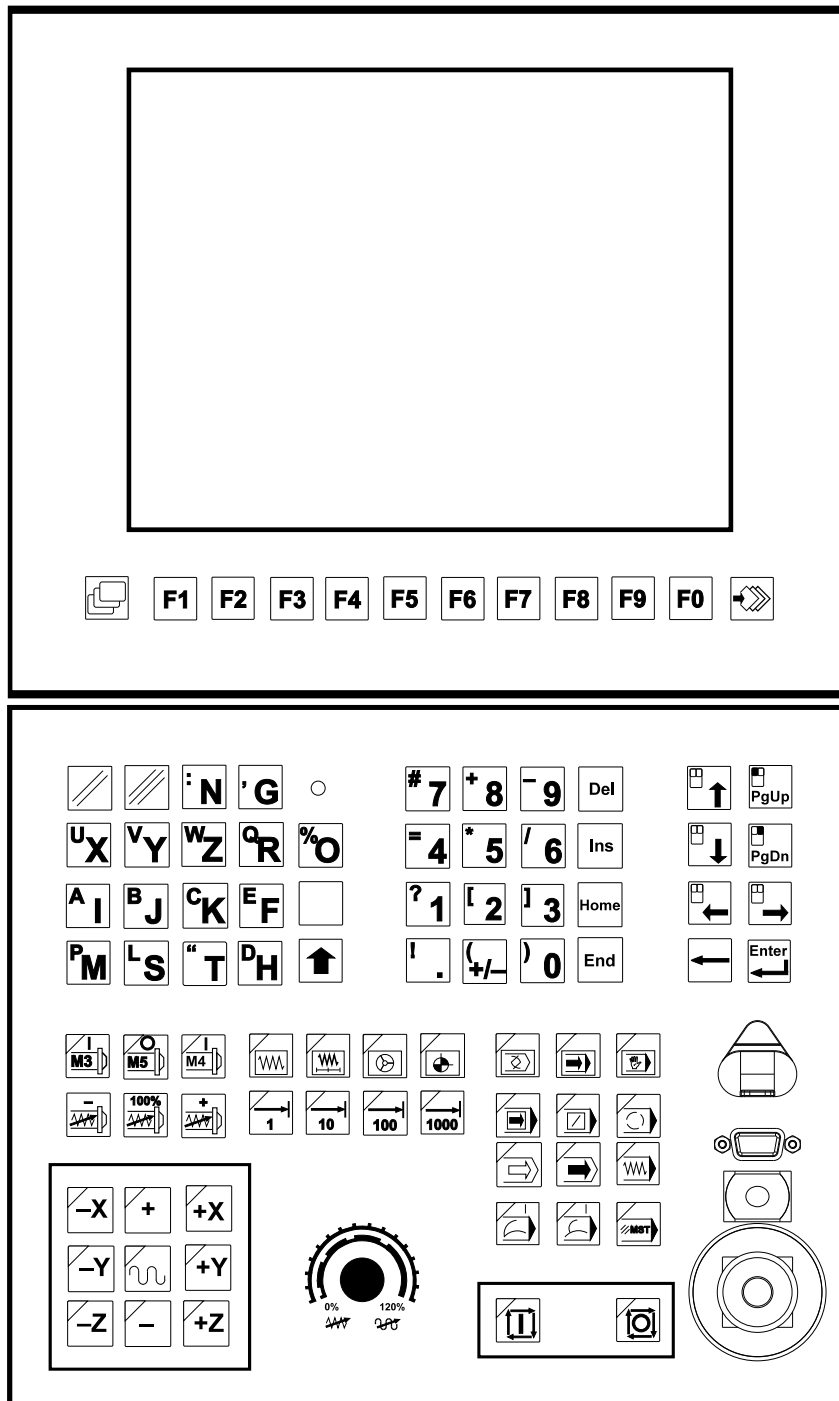 F1 F2 F3 F4 F5 F6 F7 F8 F9 F0
: N , G # 7 + 8 – 9 Del PgUp
U X V Y W Z Q R % O = 4 * 5 / 6 Ins PgDn
A I B J C K E F ? 1 [ 2 ] 3 Home
P M L S “ T D H ! . ( +/– ) 0 End Enter
I M3 O M5 I M4
– 100% + 1 10 100 1000
–X + +X
I I //MST
–Y +Y
0% 120%
–Z – +Z
I O